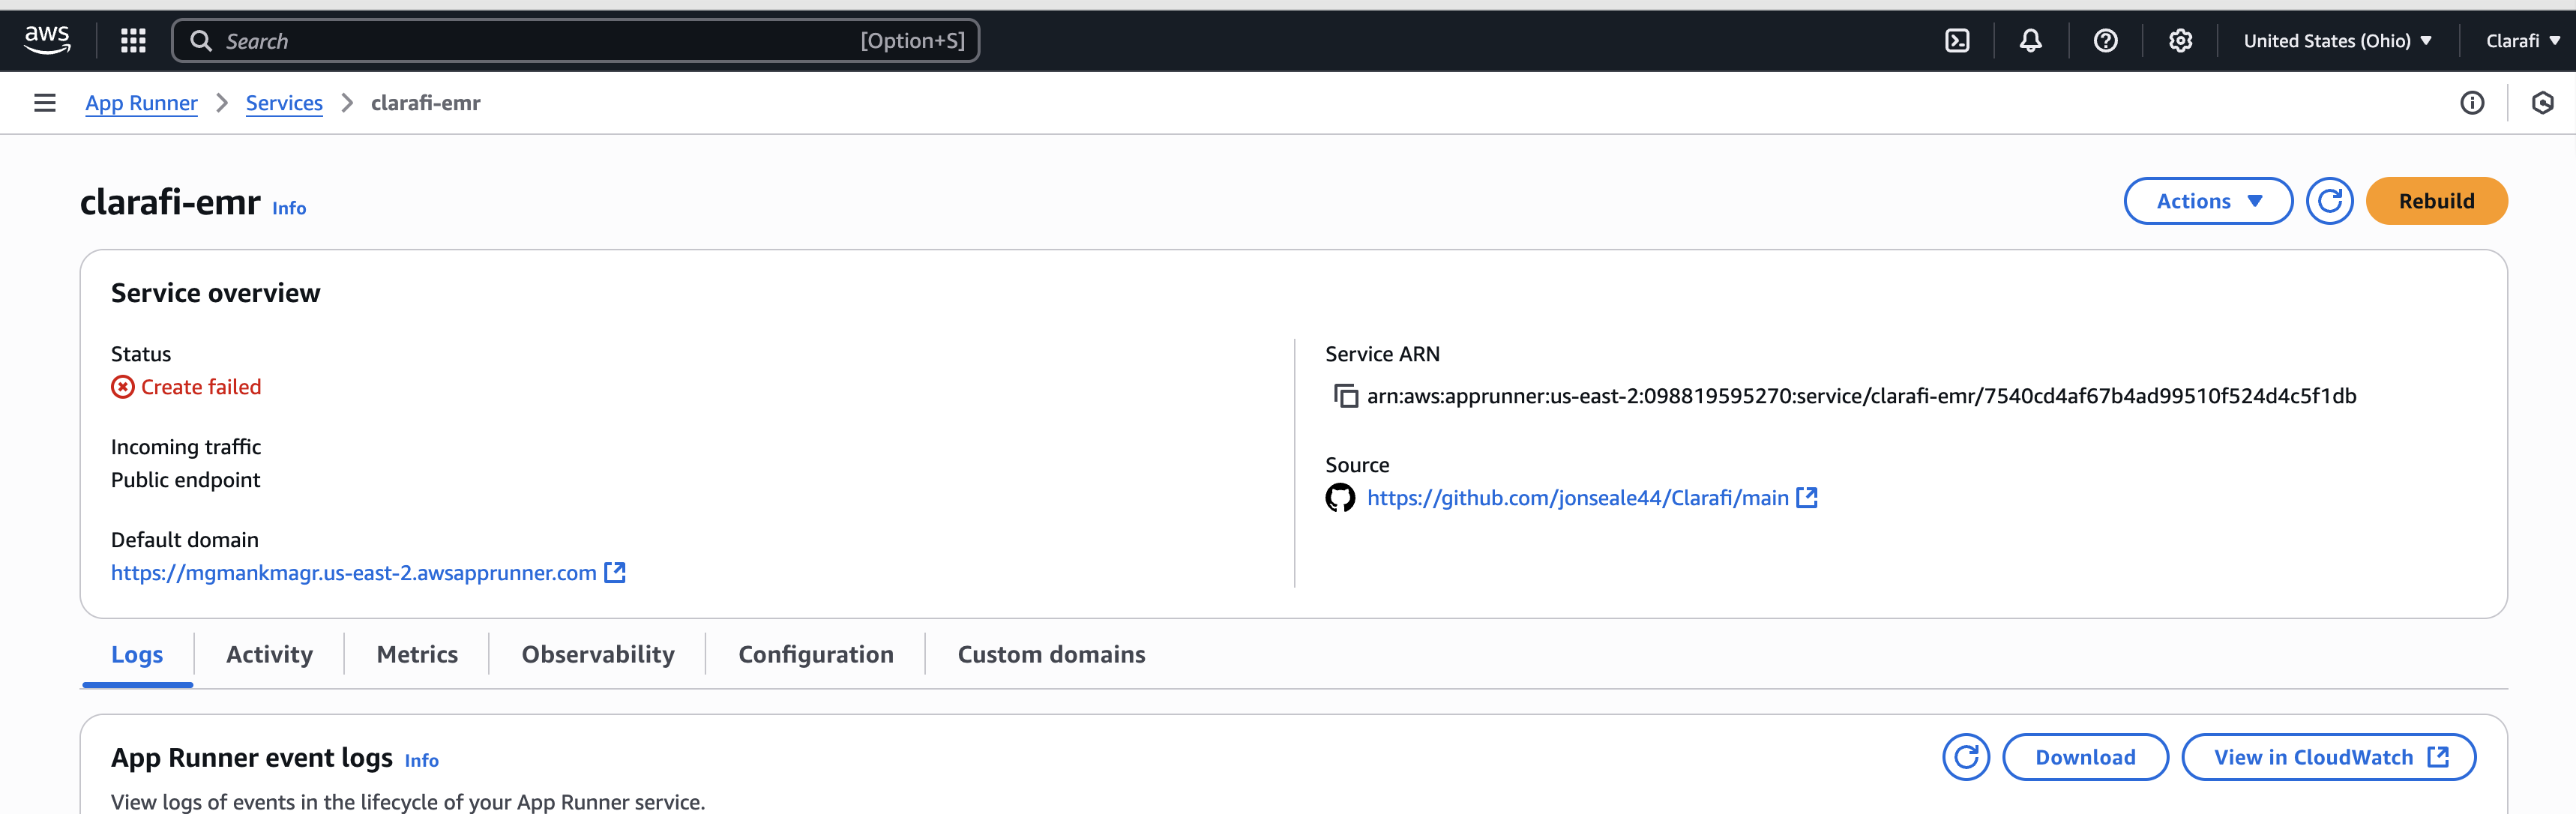 aws
Search [Option+S]
United States (Ohio)
Clarafi
App Runner
Services
clarafi-emr
clarafi-emr Info
Actions
Rebuild
Service overview
Status
Create failed
Incoming traffic
Public endpoint
Default domain
https://mgmankmagr.us-east-2.awsapprunner.com
Service ARN
arn:aws:apprunner:us-east-2:098819595270:service/clarafi-emr/7540cd4af67b4ad99510f524d4c5f1db
Source
https://github.com/jonseale44/Clarafi/main
Logs
Activity
Metrics
Observability
Configuration
Custom domains
App Runner event logs Info
Download
View in CloudWatch
View logs of events in the lifecycle of your App Runner service.